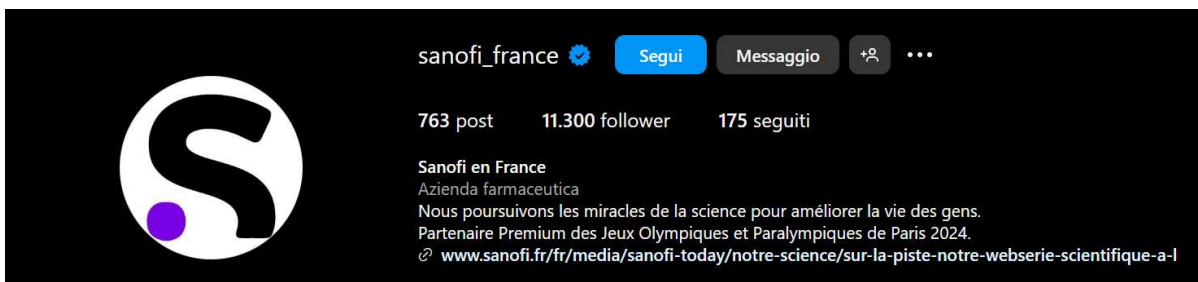 sanofi_france Segui Messaggio
763 post 11.300 follower 175 seguiti
Sanofi en France
Azienda farmaceutica
Nous poursuivons les miracles de la science pour améliorer la vie des gens.
Partenaire Premium des Jeux Olympiques et Paralympiques de Paris 2024.
www.sanofi.fr/fr/media/sanofi-today/notre-science/sur-la-piste-notre-webserie-scientifique-a-l